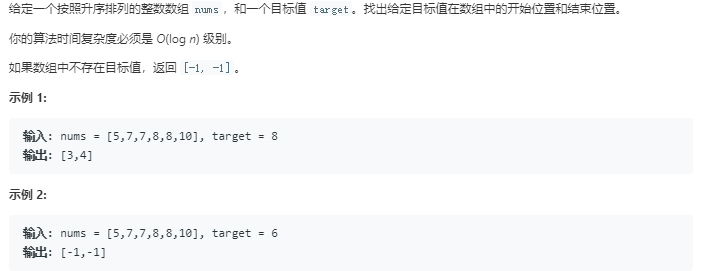 给定一个按照升序排列的整数数组 nums，和一个目标值 target。找出给定目标值在数组中的开始位置和结束位置。
你的算法时间复杂度必须是 O(log n) 级别。
如果数组中不存在目标值，返回 [-1, -1]。
示例 1:
输入: nums = [5,7,7,8,8,10], target = 8
输出: [3,4]
示例 2:
输入: nums = [5,7,7,8,8,10], target = 6
输出: [-1,-1]